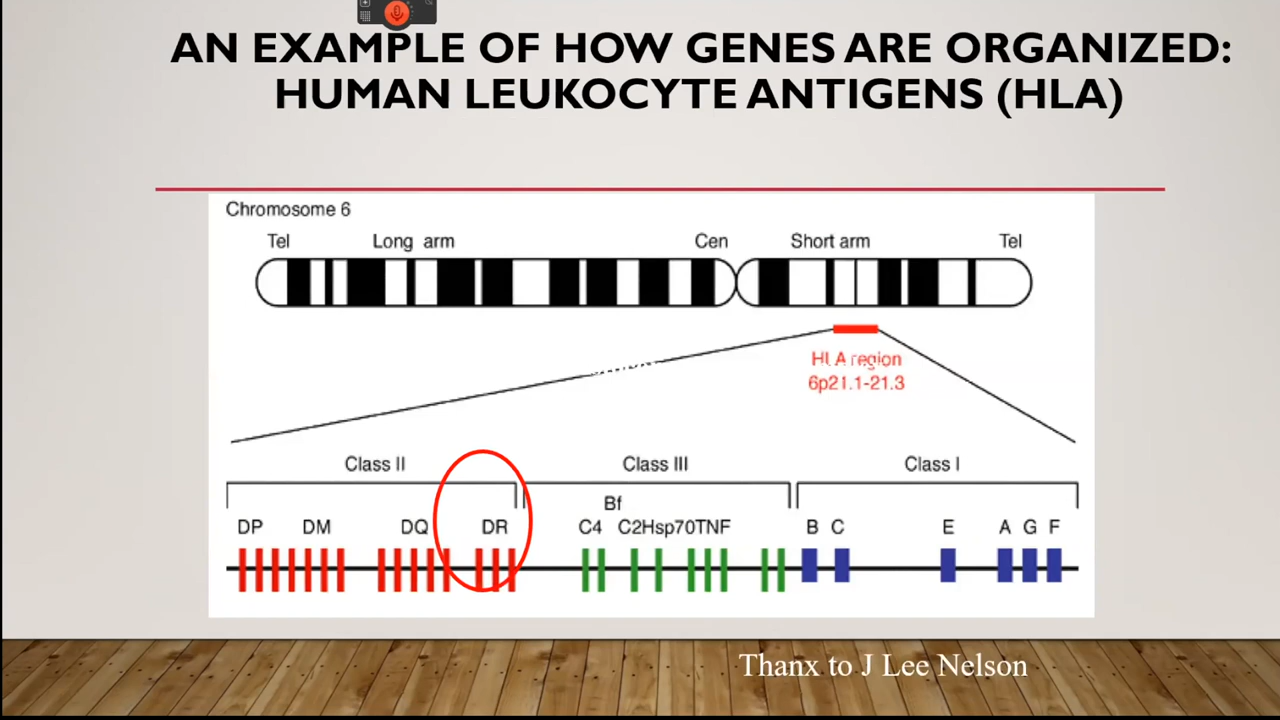 AN EXAMPLE OF HOW GENES ARE ORGANIZED:
HUMAN LEUKOCYTE ANTIGENS (HLA)
Chromosome 6
Tel Long arm Cen Short arm Tel
HLA region
6p21.1-21.3
Class II Class III Class I
Bf
DP DM DQ DR C4 C2Hsp70TNF B C E A G F
Thanx to J Lee Nelson